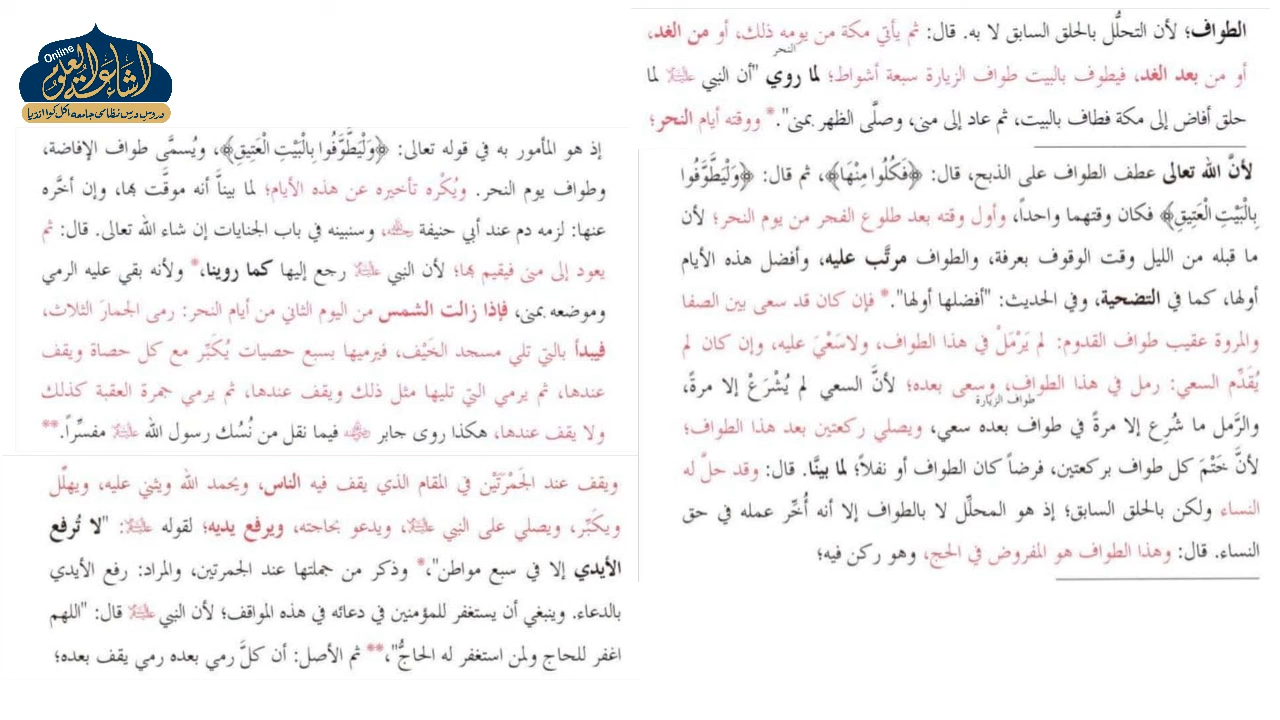 الطواف؛ لأن التحلُّل بالحلق السابق لا به. قال: ثم يأتي مكة من يومه ذلك، أو من الغد،
النحر
أو من بعد الغد، فيطوف بالبيت طواف الزيارة سبعة أشواط؛ لما روي "أن النبي ﷺ لما
حلق أفاض إلى مكة فطاف بالبيت، ثم عاد إلى منى، وصلَّى الظهر بمنى".* ووقته أيام النحر؛
لأنَّ الله تعالى عطف الطواف على الذبح، قال: ﴿فَكُلُوا مِنْهَا﴾، ثم قال: ﴿وَلْيَطَّوَّفُوا
بِالْبَيْتِ الْعَتِيقِ﴾ فكان وقتهما واحداً، وأول وقته بعد طلوع الفجر من يوم النحر؛ لأن
ما قبله من الليل وقت الوقوف بعرفة، والطواف مرتَّب عليه، وأفضل هذه الأيام
أولها، كما في التضحية، وفي الحديث: "أفضلها أولها".* فإن كان قد سعى بين الصفا
والمروة عقيب طواف القدوم: لم يَرْمَلْ في هذا الطواف، ولا سَعْيَ عليه، وإن كان لم
يُقَدِّم السعي: رمل في هذا الطواف، وسعى بعده؛ لأنَّ السعي لم يُشْرَعْ إلا مرةً،
طواف الزيارة
والرَّمل ما شُرِع إلا مرةً في طواف بعده سعي، ويصلي ركعتين بعد هذا الطواف؛
لأنَّ خَتْمَ كل طواف بركعتين، فرضاً كان الطواف أو نفلاً؛ لما بينَّا. قال: وقد حلَّ له
النساء ولكن بالحلق السابق؛ إذ هو المحلِّل لا بالطواف إلا أنه أُخِّر عمله في حق
النساء. قال: وهذا الطواف هو المفروض في الحج، وهو ركن فيه؛
Online
اشاعة العلوم
دروسِ درس نظامی جامعه اکل کوا انڈیا
إذ هو المأمور به في قوله تعالى: ﴿وَلْيَطَّوَّفُوا بِالْبَيْتِ الْعَتِيقِ﴾، ويُسمَّى طواف الإفاضة،
وطواف يوم النحر. ويُكْره تأخيره عن هذه الأيام؛ لما بينَّا أنه موقَّت بها، وإن أخَّره
عنها: لزمه دم عند أبي حنيفة رحمه الله، وسنبينه في باب الجنايات إن شاء الله تعالى. قال: ثم
يعود إلى منى فيقيم بها؛ لأن النبي ﷺ رجع إليها كما روينا،* ولأنه بقي عليه الرمي
وموضعه بمنى، فإذا زالت الشمس من اليوم الثاني من أيام النحر: رمى الجمارَ الثلاث،
فيبدأ بالتي تلي مسجد الخَيْف، فيرميها بسبع حصيات يُكَبِّر مع كل حصاة ويقف
عندها، ثم يرمي التي تليها مثل ذلك ويقف عندها، ثم يرمي جمرة العقبة كذلك
ولا يقف عندها، هكذا روى جابر رضي الله عنه فيما نقل من نُسُك رسول الله ﷺ مفسِّراً.**
ويقف عند الجَمْرَتَيْن في المقام الذي يقف فيه الناس، ويحمد الله ويثني عليه، ويهلِّل
ويكَبِّر، ويصلي على النبي ﷺ، ويدعو بحاجته، ويرفع يديه؛ لقوله ﷺ: "لا تُرفع
الأيدي إلا في سبع مواطن"،* وذكر من جملتها عند الجمرتين، والمراد: رفع الأيدي
بالدعاء. وينبغي أن يستغفر للمؤمنين في دعائه في هذه المواقف؛ لأن النبي ﷺ قال: "اللهم
اغفر للحاج ولمن استغفر له الحاجُّ"،** ثم الأصل: أن كلَّ رمي بعده رمي يقف بعده؛